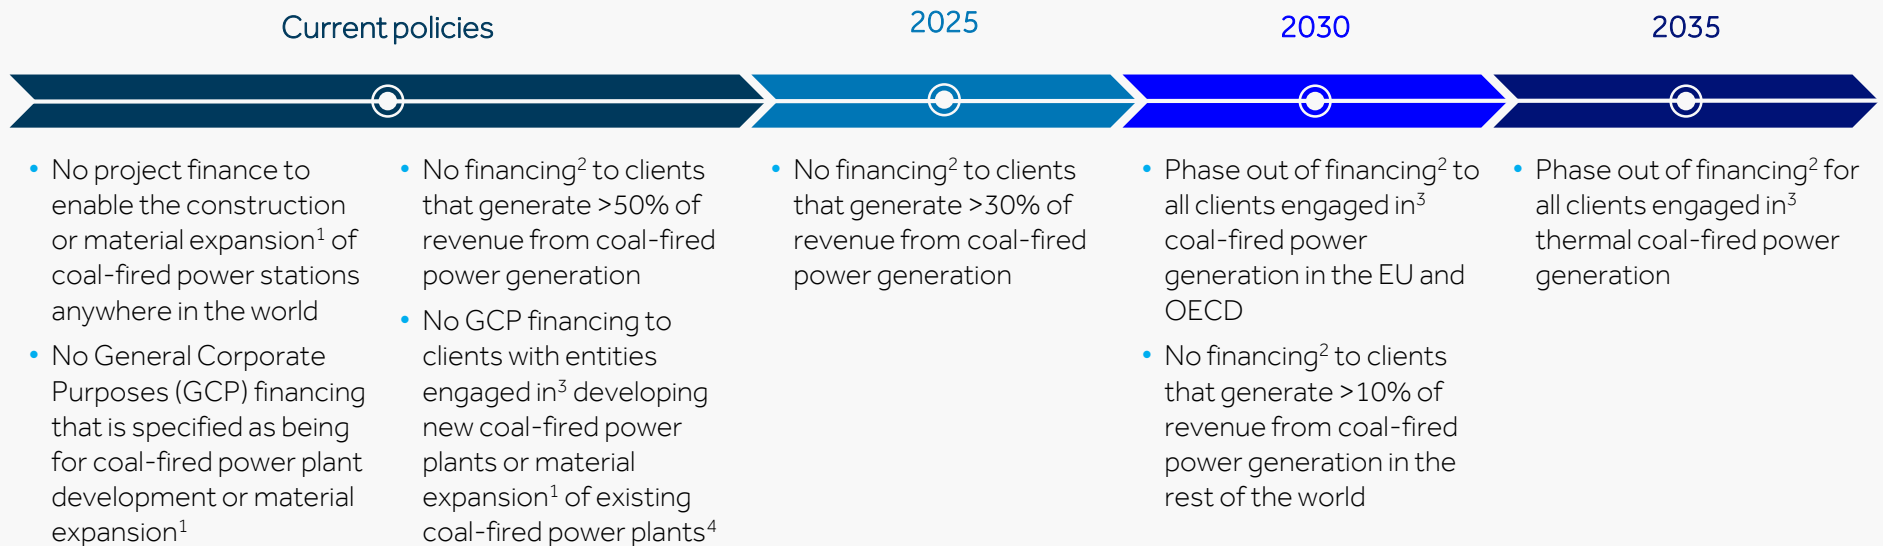 Current policies
• No project finance to
enable the construction
or material expansion¹ of
coal-fired power stations
anywhere in the world
• No General Corporate
Purposes (GCP) financing
that is specified as being
for coal-fired power plant
development or material
expansion¹
• No financing² to clients
that generate >50% of
revenue from coal-fired
power generation
• No GCP financing to
clients with entities
engaged in³ developing
new coal-fired power
plants or material
expansion¹ of existing
coal-fired power plants⁴
2025
• No financing² to clients
that generate >30% of
revenue from coal-fired
power generation
2030
• Phase out of financing² to
all clients engaged in³
coal-fired power
generation in the EU and
OECD
• No financing² to clients
that generate >10% of
revenue from coal-fired
power generation in the
rest of the world
2035
• Phase out of financing² for
all clients engaged in³
thermal coal-fired power
generation